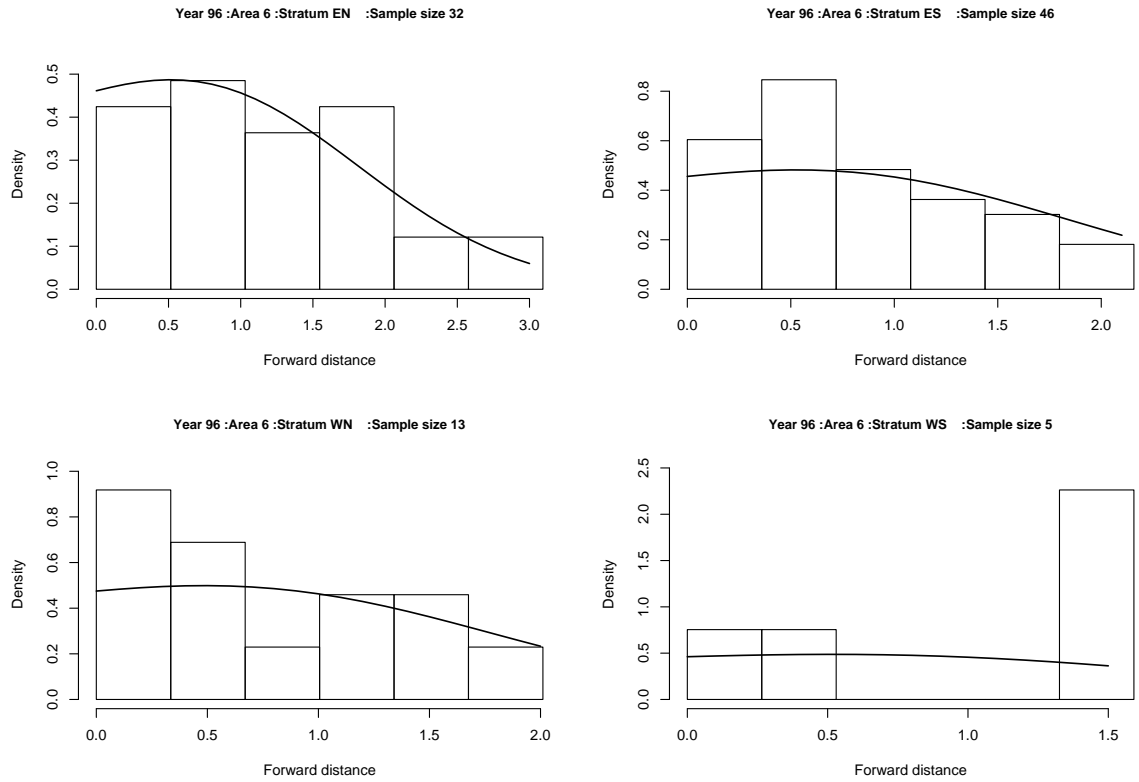 Year 96 :Area 6 :Stratum EN :Sample size 32
Density
0.0 0.1 0.2 0.3 0.4 0.5
0.0 0.5 1.0 1.5 2.0 2.5 3.0
Forward distance
Year 96 :Area 6 :Stratum ES :Sample size 46
Density
0.0 0.2 0.4 0.6 0.8
0.0 0.5 1.0 1.5 2.0
Forward distance
Year 96 :Area 6 :Stratum WN :Sample size 13
Density
0.0 0.2 0.4 0.6 0.8 1.0
0.0 0.5 1.0 1.5 2.0
Forward distance
Year 96 :Area 6 :Stratum WS :Sample size 5
Density
0.0 0.5 1.0 1.5 2.0 2.5
0.0 0.5 1.0 1.5
Forward distance